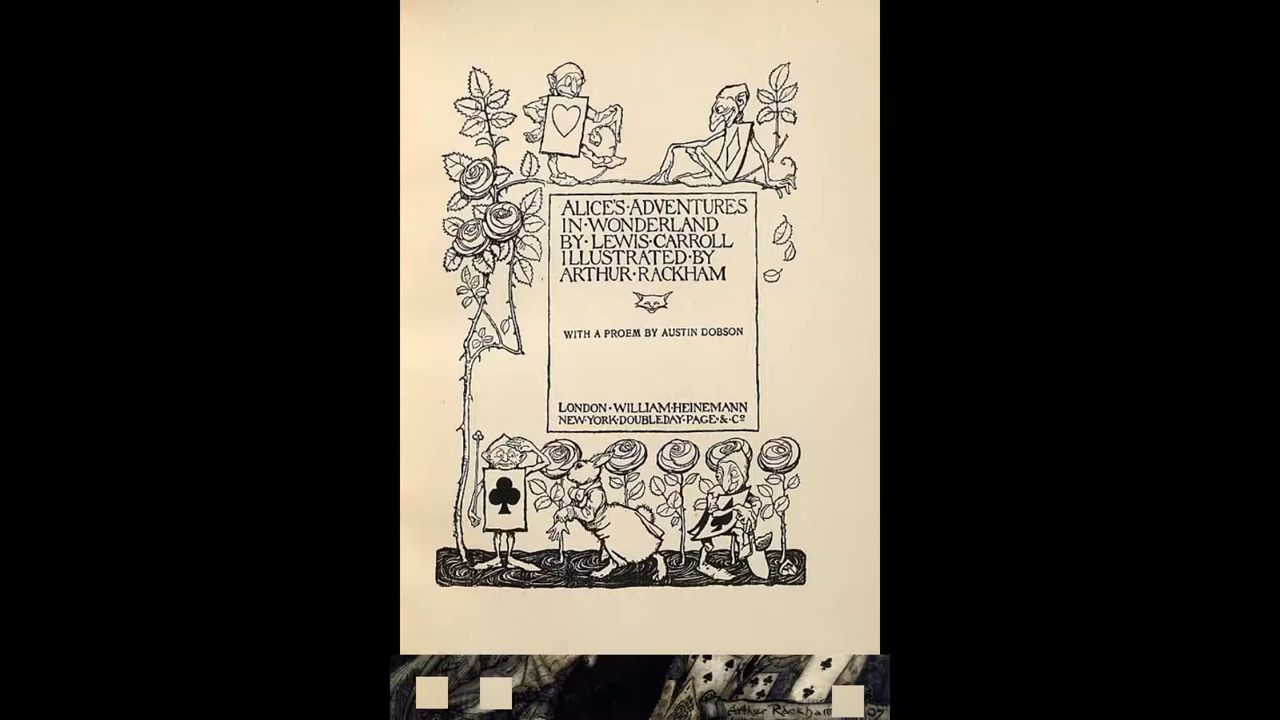 ALICE'S·ADVENTURES
IN·WONDERLAND
BY·LEWIS·CARROLL
ILLUSTRATED·BY
ARTHUR·RACKHAM
WITH A PROEM BY AUSTIN DOBSON
LONDON·WILLIAM·HEINEMANN
NEW·YORK·DOUBLEDAY·PAGE·&·Co
Arthur Rackham 07